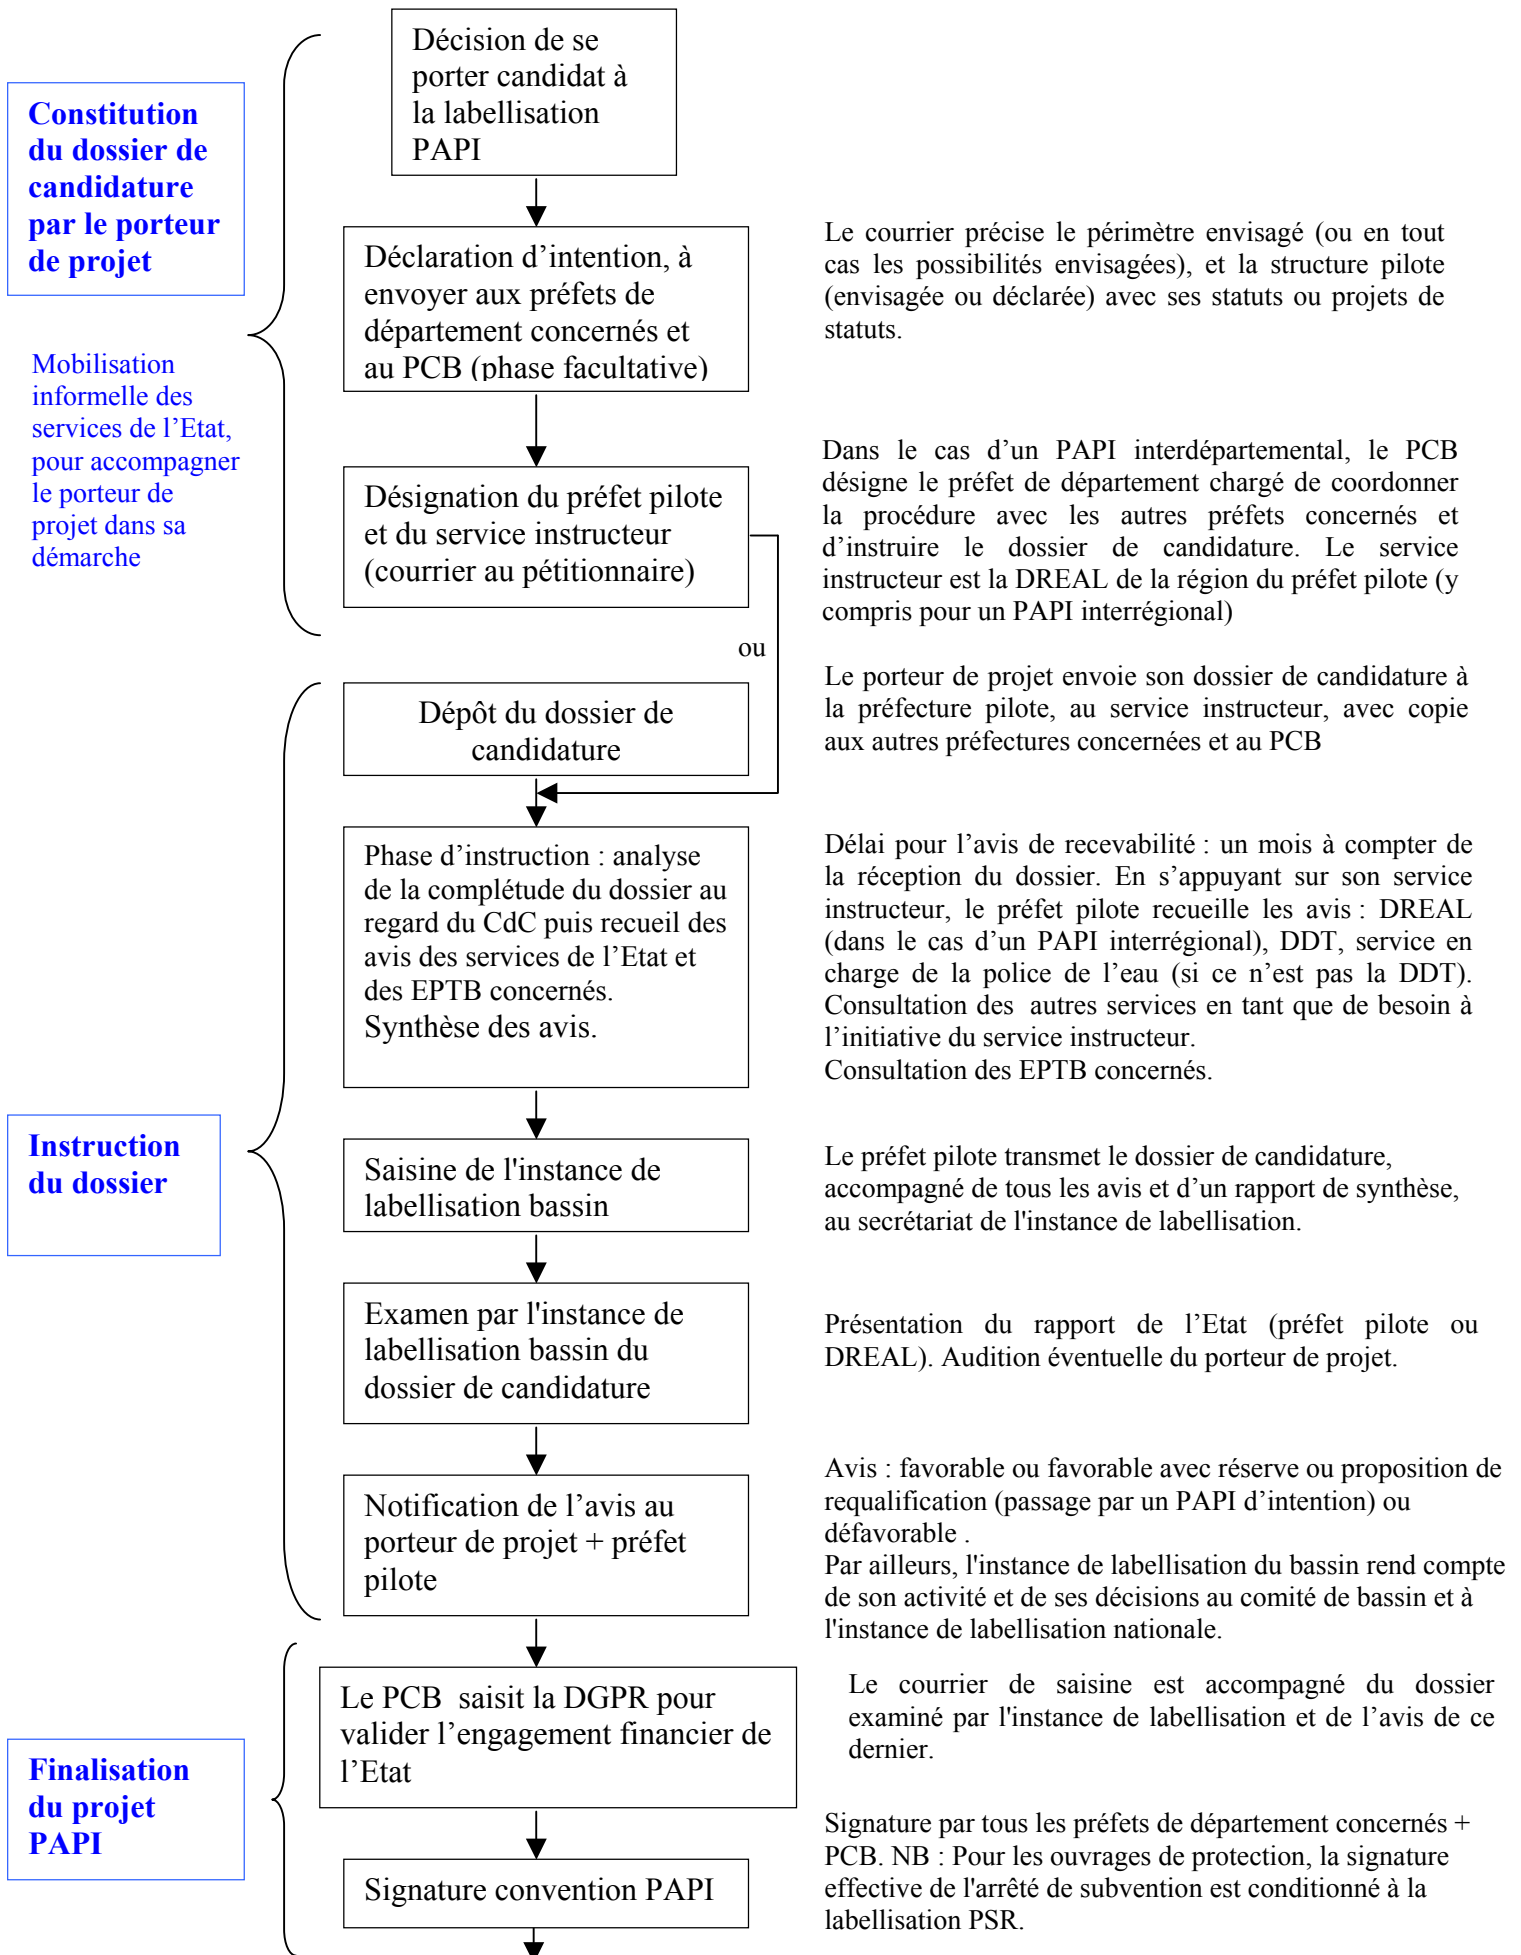 Décision de se
porter candidat à
la labellisation
PAPI
Constitution
du dossier de
candidature
par le porteur
de projet
Mobilisation
informelle des
services de l’Etat,
pour accompagner
le porteur de
projet dans sa
démarche
Déclaration d’intention, à
envoyer aux préfets de
département concernés et
au PCB (phase facultative)
Le courrier précise le périmètre envisagé (ou en tout
cas les possibilités envisagées), et la structure pilote
(envisagée ou déclarée) avec ses statuts ou projets de
statuts.
Désignation du préfet pilote
et du service instructeur
(courrier au pétitionnaire)
Dans le cas d’un PAPI interdépartemental, le PCB
désigne le préfet de département chargé de coordonner
la procédure avec les autres préfets concernés et
d’instruire le dossier de candidature. Le service
instructeur est la DREAL de la région du préfet pilote (y
compris pour un PAPI interrégional)
ou
Dépôt du dossier de
candidature
Le porteur de projet envoie son dossier de candidature à
la préfecture pilote, au service instructeur, avec copie
aux autres préfectures concernées et au PCB
Instruction
du dossier
Phase d’instruction : analyse
de la complétude du dossier au
regard du CdC puis recueil des
avis des services de l’Etat et
des EPTB concernés.
Synthèse des avis.
Délai pour l’avis de recevabilité : un mois à compter de
la réception du dossier. En s’appuyant sur son service
instructeur, le préfet pilote recueille les avis : DREAL
(dans le cas d’un PAPI interrégional), DDT, service en
charge de la police de l’eau (si ce n’est pas la DDT).
Consultation des autres services en tant que de besoin à
l’initiative du service instructeur.
Consultation des EPTB concernés.
Saisine de l'instance de
labellisation bassin
Le préfet pilote transmet le dossier de candidature,
accompagné de tous les avis et d’un rapport de synthèse,
au secrétariat de l'instance de labellisation.
Examen par l'instance de
labellisation bassin du
dossier de candidature
Présentation du rapport de l’Etat (préfet pilote ou
DREAL). Audition éventuelle du porteur de projet.
Notification de l’avis au
porteur de projet + préfet
pilote
Avis : favorable ou favorable avec réserve ou proposition de
requalification (passage par un PAPI d’intention) ou
défavorable .
Par ailleurs, l'instance de labellisation du bassin rend compte
de son activité et de ses décisions au comité de bassin et à
l'instance de labellisation nationale.
Finalisation
du projet
PAPI
Le PCB saisit la DGPR pour
valider l’engagement financier de
l’Etat
Le courrier de saisine est accompagné du dossier
examiné par l'instance de labellisation et de l’avis de ce
dernier.
Signature convention PAPI
Signature par tous les préfets de département concernés +
PCB. NB : Pour les ouvrages de protection, la signature
effective de l'arrêté de subvention est conditionné à la
labellisation PSR.